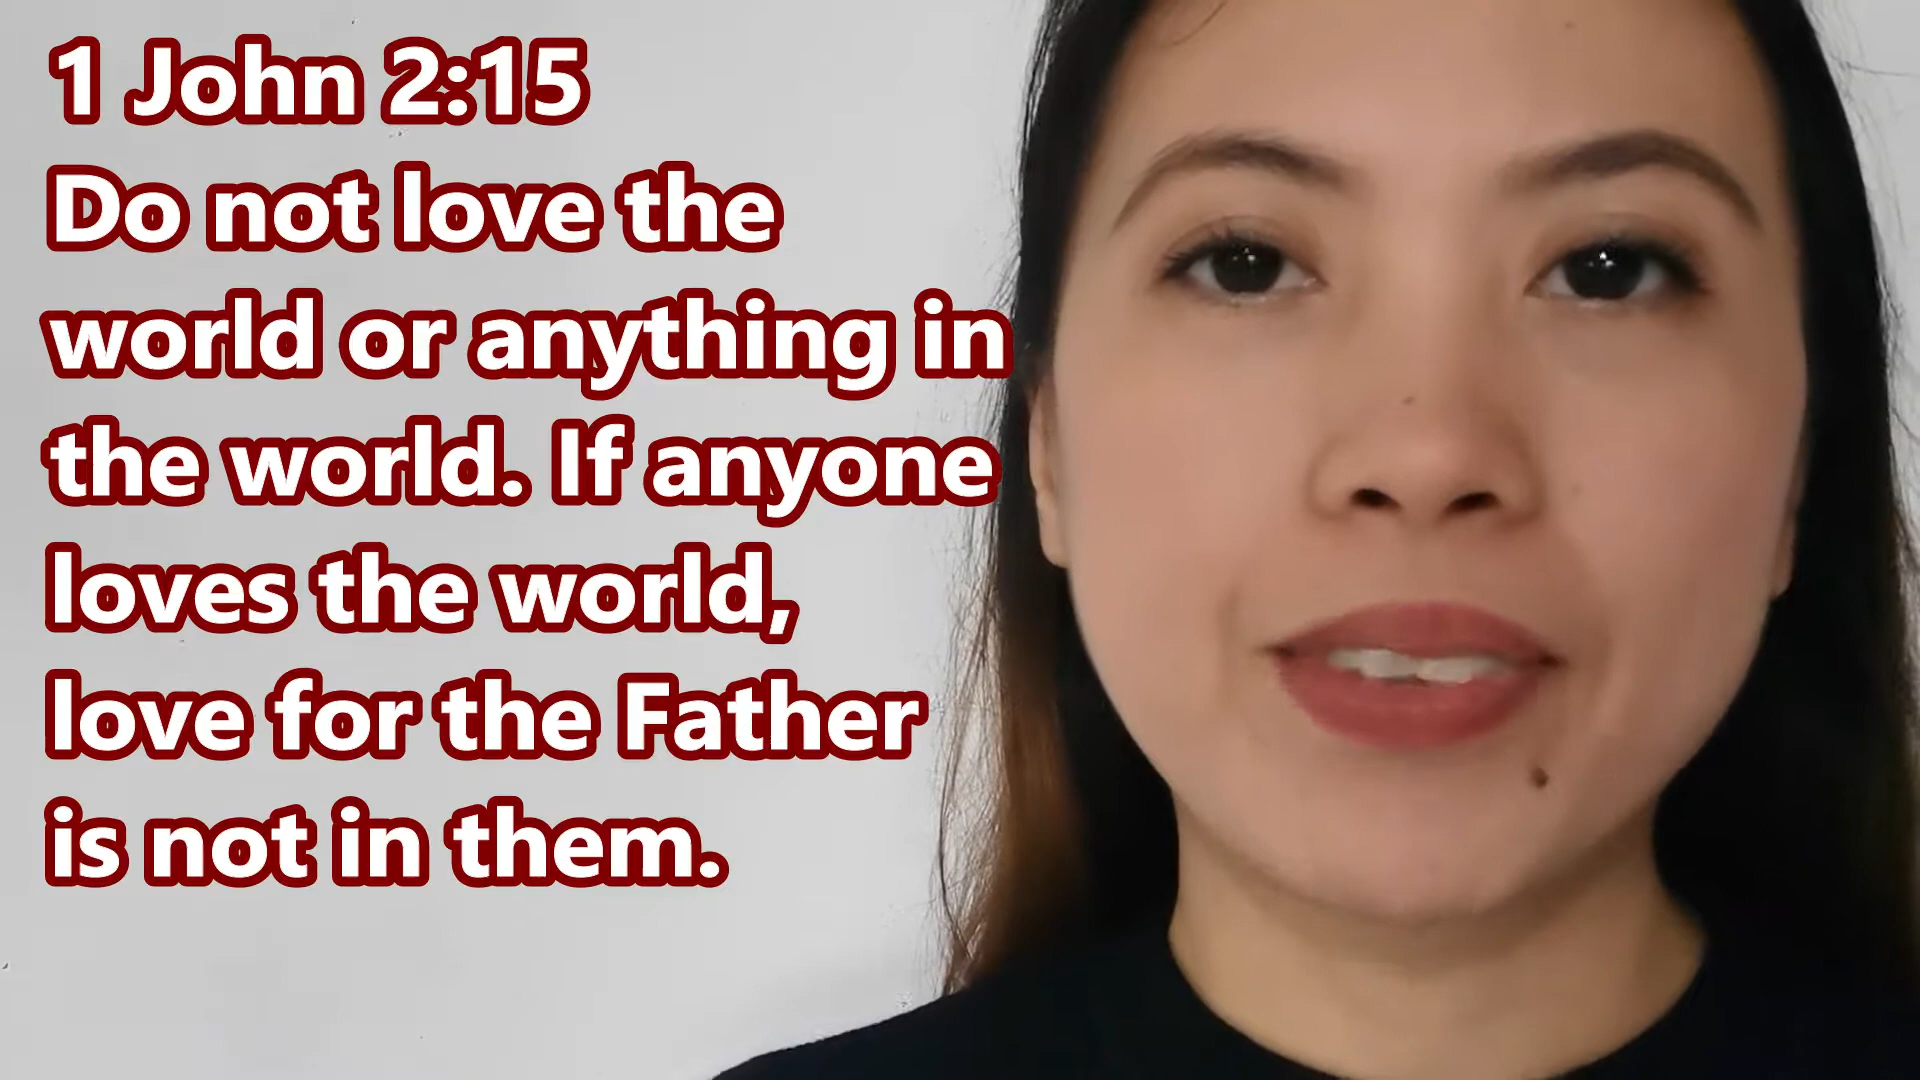 1 John 2:15
Do not love the
world or anything in
the world. If anyone
loves the world,
love for the Father
is not in them.